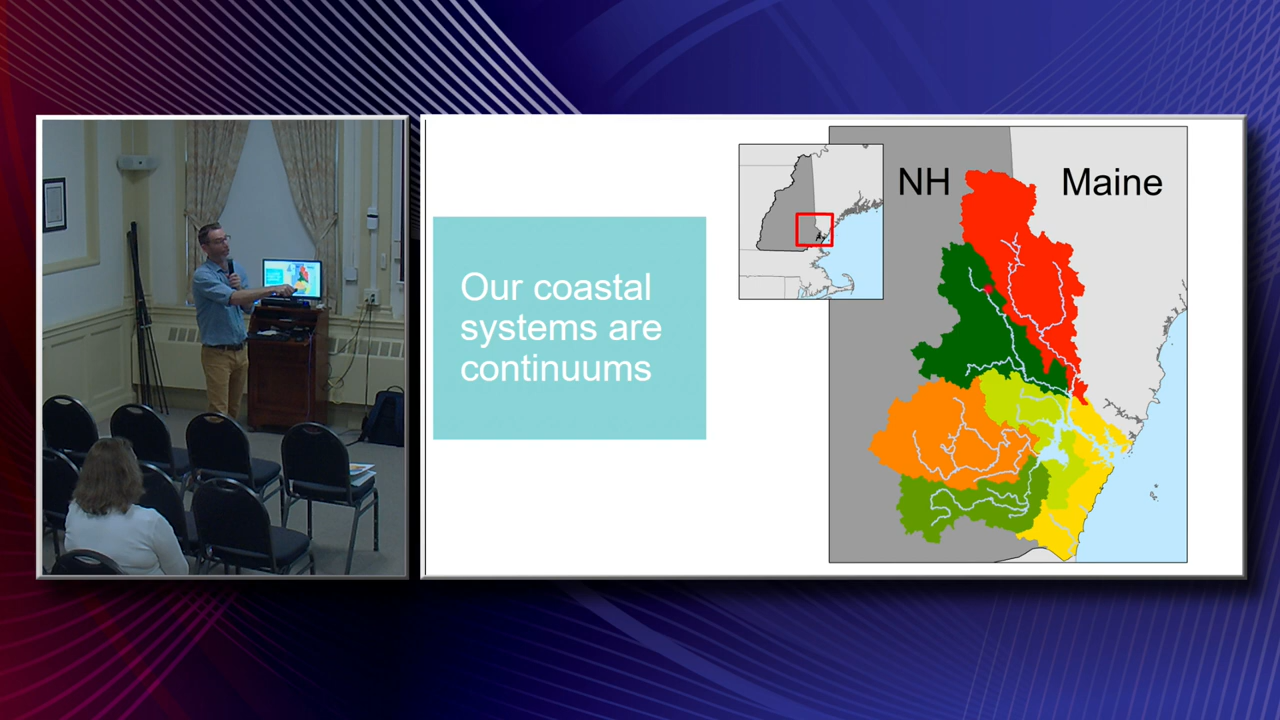 Our coastal
systems are
continuums
NH
Maine